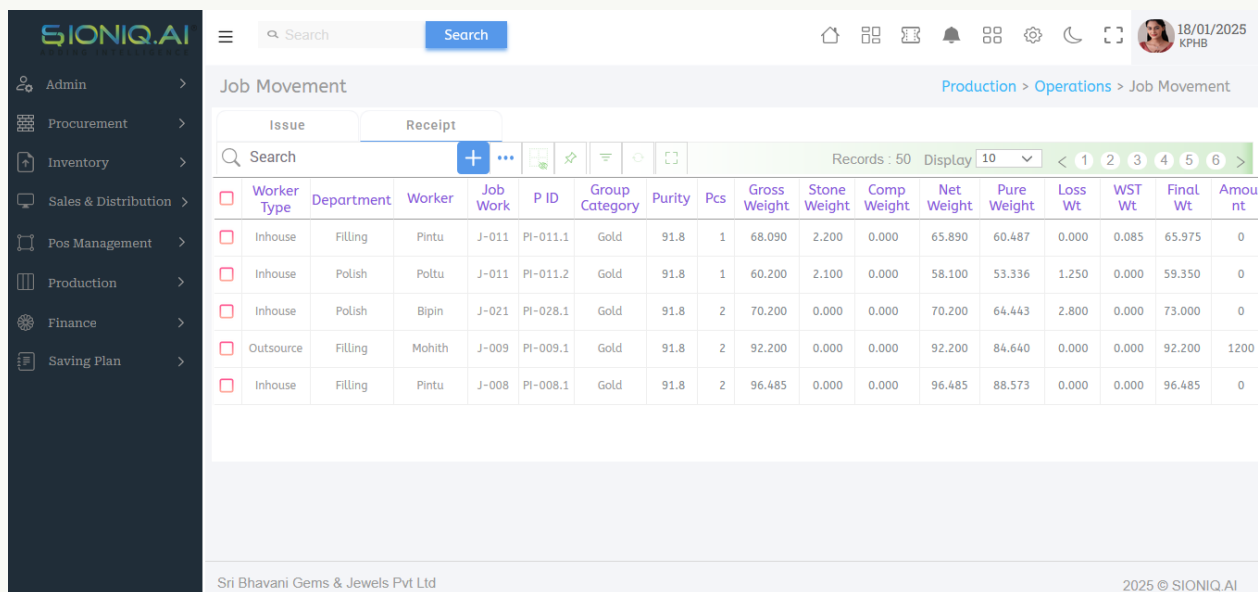 SIONIQ.AI
Search
Search
18/01/2025
KPHB
Admin
Procurement
Inventory
Sales & Distribution
Pos Management
Production
Finance
Saving Plan
Job Movement
Production > Operations > Job Movement
Issue Receipt
Search
Records : 50 Display 10 < 1 2 3 4 5 6 >
Worker Type Department Worker Job Work P ID Group Category Purity Pcs Gross Weight Stone Weight Comp Weight Net Weight Pure Weight Loss Wt WST Wt Final Wt Amount
Inhouse Filling Pintu J-011 PI-011.1 Gold 91.8 1 68.090 2.200 0.000 65.890 60.487 0.000 0.085 65.975 0
Inhouse Polish Poltu J-011 PI-011.2 Gold 91.8 1 60.200 2.100 0.000 58.100 53.336 1.250 0.000 59.350 0
Inhouse Polish Bipin J-021 PI-028.1 Gold 91.8 2 70.200 0.000 0.000 70.200 64.443 2.800 0.000 73.000 0
Outsource Filling Mohith J-009 PI-009.1 Gold 91.8 2 92.200 0.000 0.000 92.200 84.640 0.000 0.000 92.200 1200
Inhouse Filling Pintu J-008 PI-008.1 Gold 91.8 2 96.485 0.000 0.000 96.485 88.573 0.000 0.000 96.485 0
Sri Bhavani Gems & Jewels Pvt Ltd
2025 © SIONIQ.AI